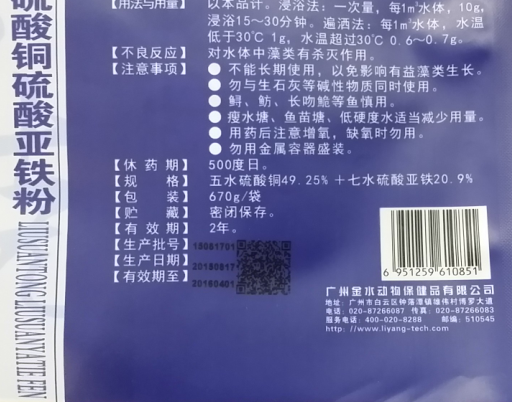 硫酸铜硫酸亚铁粉
LIUSUANTONG LIUSUANYATIE FEN
【用法与用量】 以本品计。浸浴法：一次量，每1m³水体，10g，
浸浴15～30分钟。遍洒法：每1m³水体，水温
低于30℃ 1g，水温超过30℃ 0.6～0.7g。
【不良反应】 对水体中藻类有杀灭作用。
【注意事项】 ● 不能长期使用，以免影响有益藻类生长。
● 勿与生石灰等碱性物质同时使用。
● 鲟、鲂、长吻鮠等鱼慎用。
● 瘦水塘、鱼苗塘、低硬度水适当减少用量。
● 用药后注意增氧，缺氧时勿用。
● 勿用金属容器盛装。
【休药期】 500度日。
【规格】 五水硫酸铜49.25%＋七水硫酸亚铁20.9%
【包装】 670g/袋
【贮藏】 密闭保存。
【有效期】 2年。
【生产批号】
【生产日期】
【有效期至】
6 951259 610851
广州金水动物保健品有限公司
地址：广州市白云区钟落潭镇雄伟村博罗大道
电话：020-87266087 传真：020-87266083
服务电话：400-020-8288 邮编：510545
http://www.liyang-tech.com